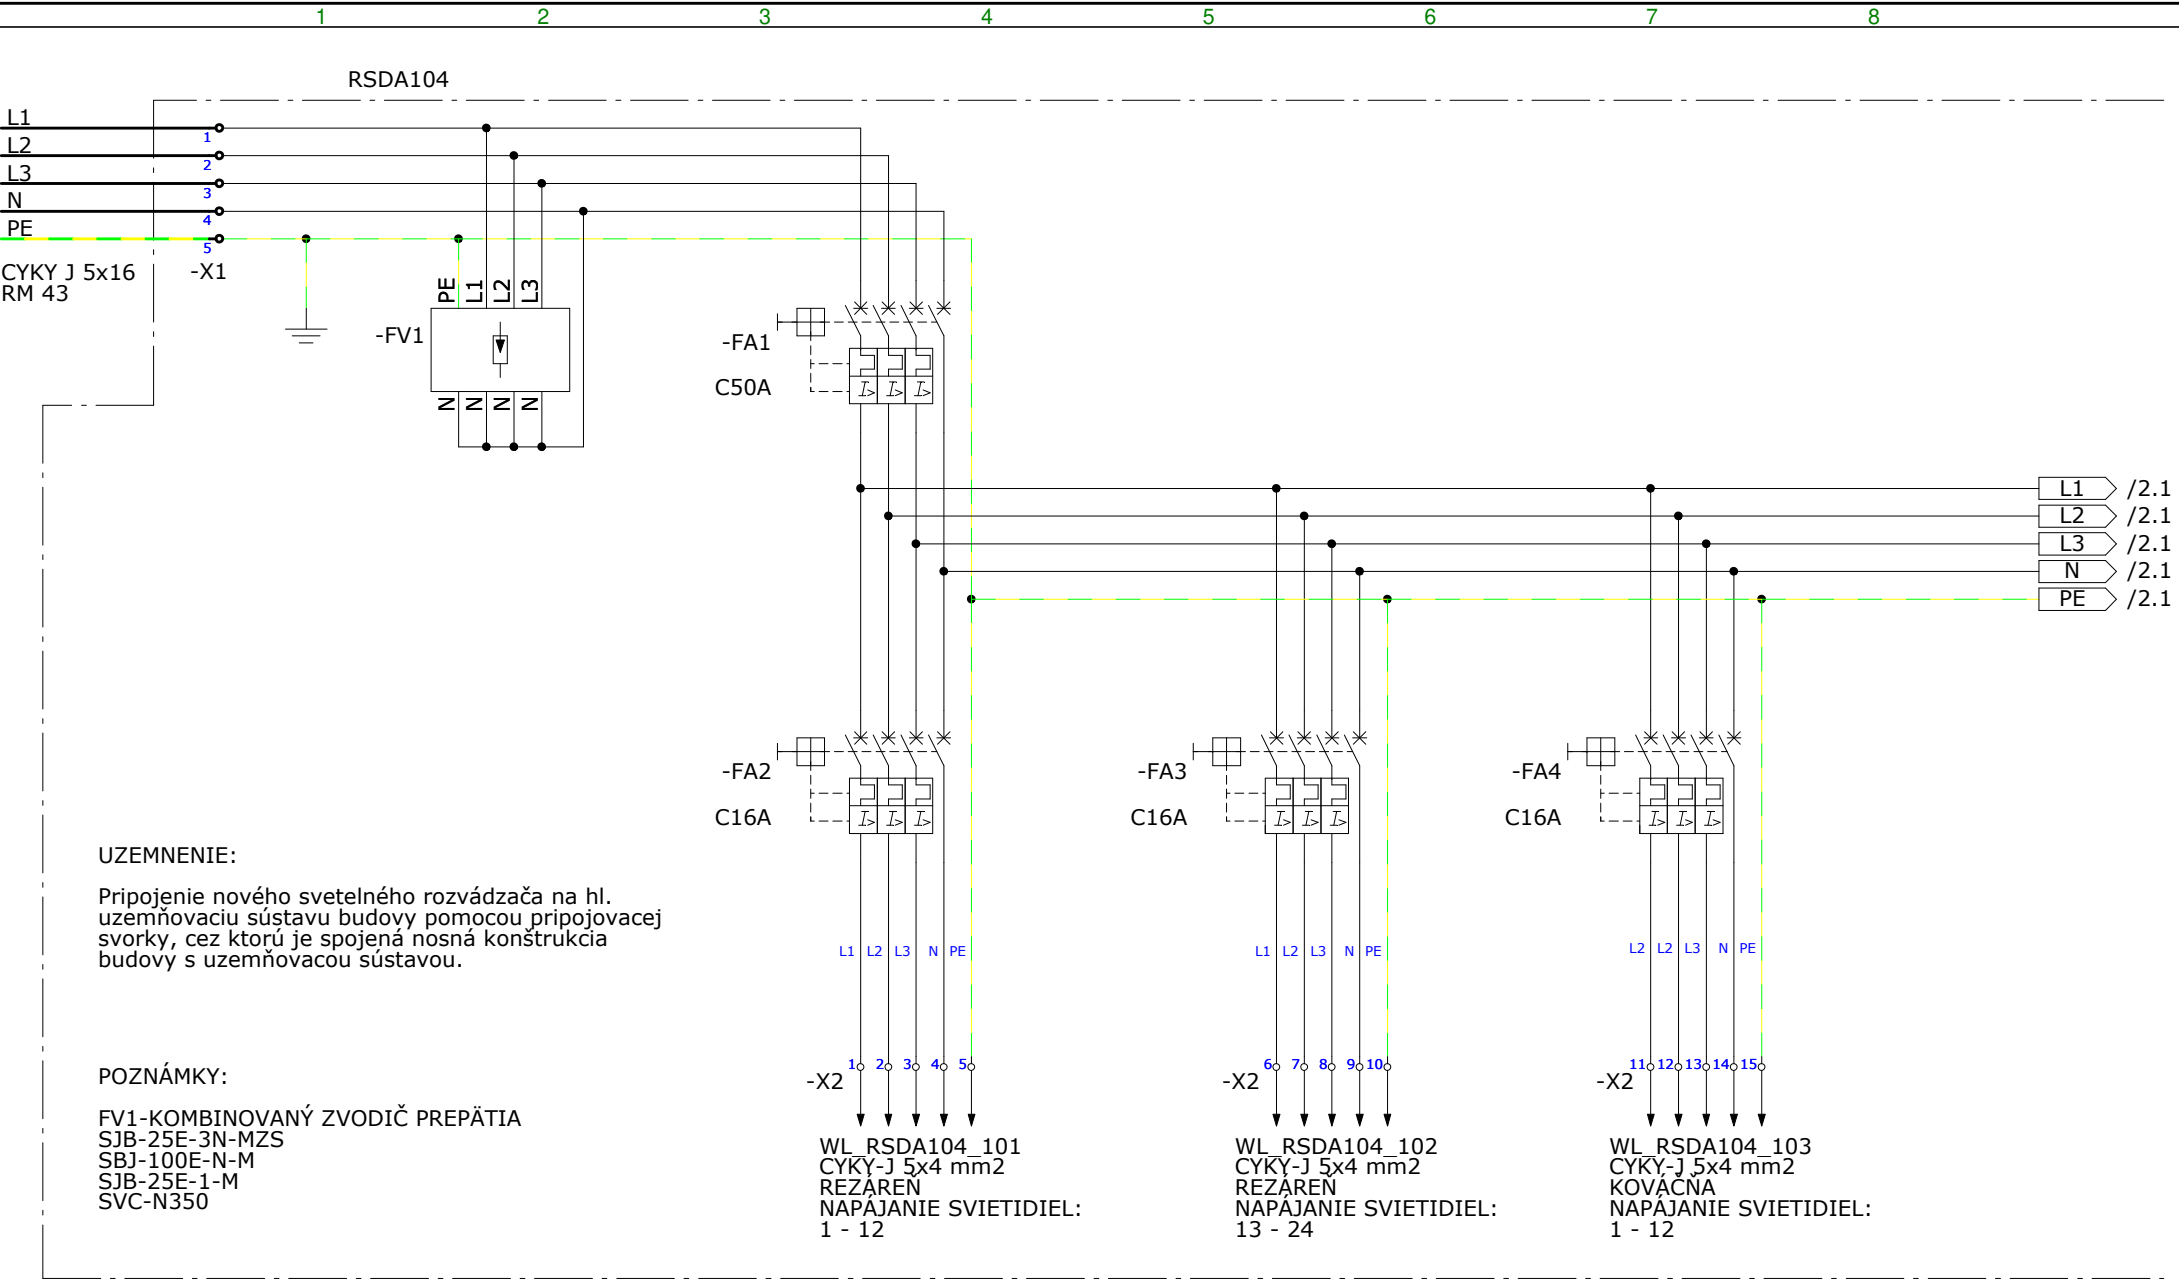 1 2 3 4 5 6 7 8
RSDA104
L1
1
L2
2
L3
3
N
4
PE
5
CYKY J 5x16
RM 43
-X1
PE L1 L2 L3
-FV1
N N N N
-FA1
C50A
I> I> I>
L1 /2.1
L2 /2.1
L3 /2.1
N /2.1
PE /2.1
-FA2
C16A
I> I> I>
-FA3
C16A
I> I> I>
-FA4
C16A
I> I> I>
UZEMNENIE:
Pripojenie nového svetelného rozvádzača na hl.
uzemňovaciu sústavu budovy pomocou pripojovacej
svorky, cez ktorú je spojená nosná konštrukcia
budovy s uzemňovacou sústavou.
L1 L2 L3 N PE
L1 L2 L3 N PE
L2 L2 L3 N PE
POZNÁMKY:
FV1-KOMBINOVANÝ ZVODIČ PREPÄTIA
SJB-25E-3N-MZS
SBJ-100E-N-M
SJB-25E-1-M
SVC-N350
-X2 1 2 3 4 5
WL_RSDA104_101
CYKY-J 5x4 mm2
REZÁREŇ
NAPÁJANIE SVIETIDIEL:
1 - 12
-X2 6 7 8 9 10
WL_RSDA104_102
CYKY-J 5x4 mm2
REZÁREŇ
NAPÁJANIE SVIETIDIEL:
13 - 24
-X2 11 12 13 14 15
WL_RSDA104_103
CYKY-J 5x4 mm2
KOVÁČŇA
NAPÁJANIE SVIETIDIEL:
1 - 12